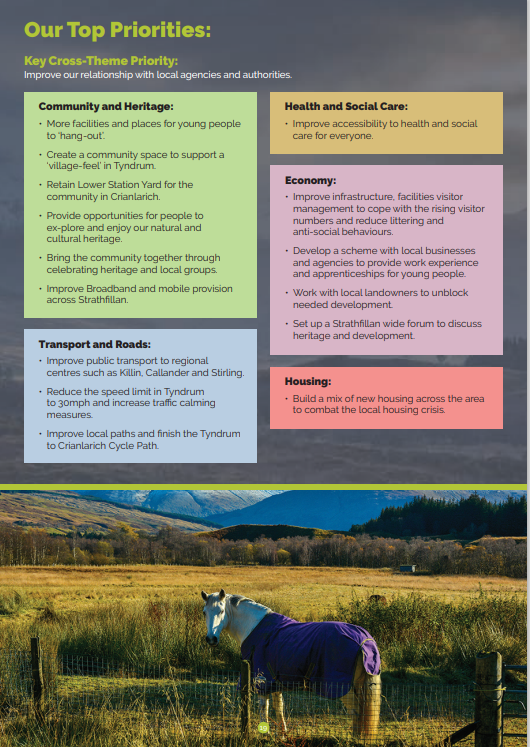 Our Top Priorities:
Key Cross-Theme Priority:
Improve our relationship with local agencies and authorities.
Community and Heritage:
• More facilities and places for young people
to 'hang-out'.
• Create a community space to support a
'village-feel' in Tyndrum.
• Retain Lower Station Yard for the
community in Crianlarich.
• Provide opportunities for people to
ex-plore and enjoy our natural and
cultural heritage.
• Bring the community together through
celebrating heritage and local groups.
• Improve Broadband and mobile provision
across Strathfillan.
Transport and Roads:
• Improve public transport to regional
centres such as Killin, Callander and Stirling.
• Reduce the speed limit in Tyndrum
to 30mph and increase traffic calming
measures.
• Improve local paths and finish the Tyndrum
to Crianlarich Cycle Path.
Health and Social Care:
• Improve accessibility to health and social
care for everyone.
Economy:
• Improve infrastructure, facilities visitor
management to cope with the rising visitor
numbers and reduce littering and
anti-social behaviours.
• Develop a scheme with local businesses
and agencies to provide work experience
and apprenticeships for young people.
• Work with local landowners to unblock
needed development.
• Set up a Strathfillan wide forum to discuss
heritage and development.
Housing:
• Build a mix of new housing across the area
to combat the local housing crisis.